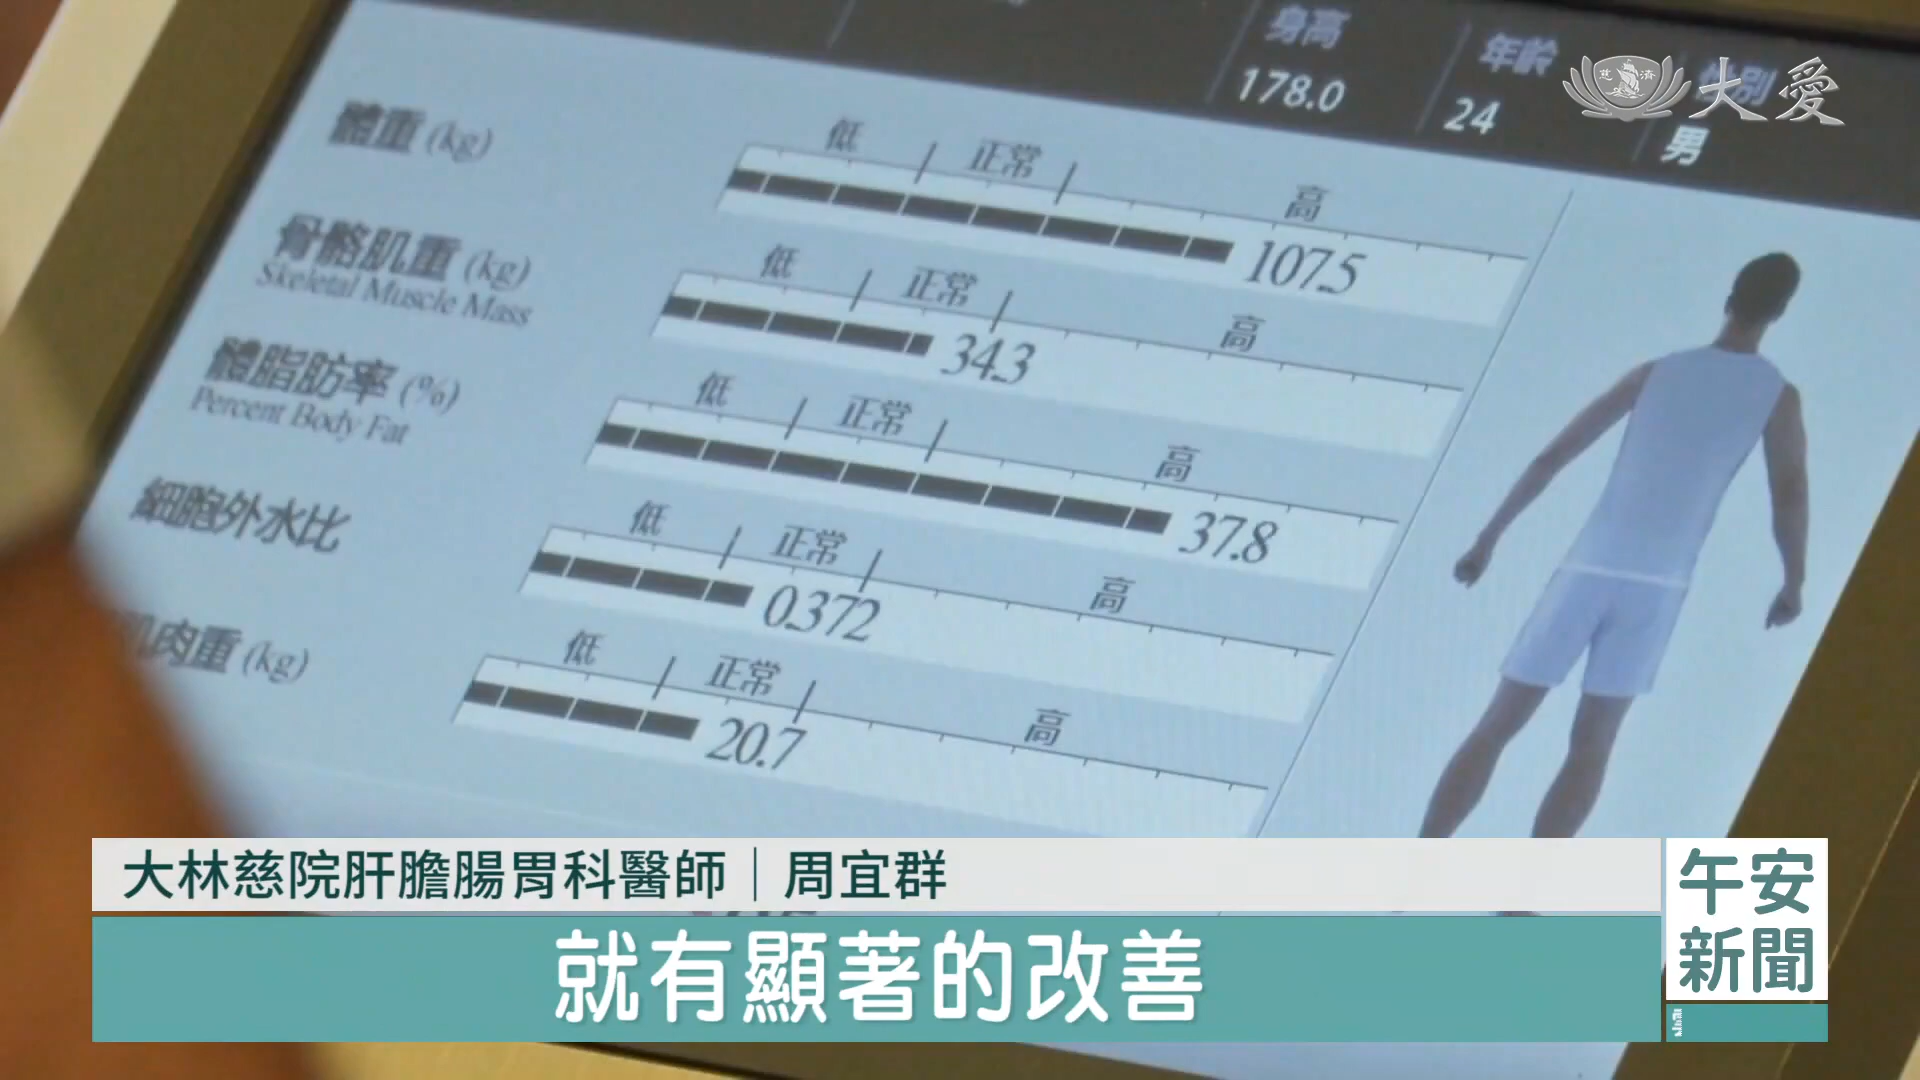 身高 年齡 性別
178.0 24 男
慈濟 大愛
體重 (kg) 低 正常 高
107.5
骨骼肌重 (kg) 低 正常 高
Skeletal Muscle Mass 34.3
體脂肪率 (%) 低 正常 高
Percent Body Fat 37.8
細胞外水比 低 正常 高
0.372
肌肉重 (kg) 低 正常 高
20.7
大林慈院肝膽腸胃科醫師│周宜群
就有顯著的改善
午安
新聞